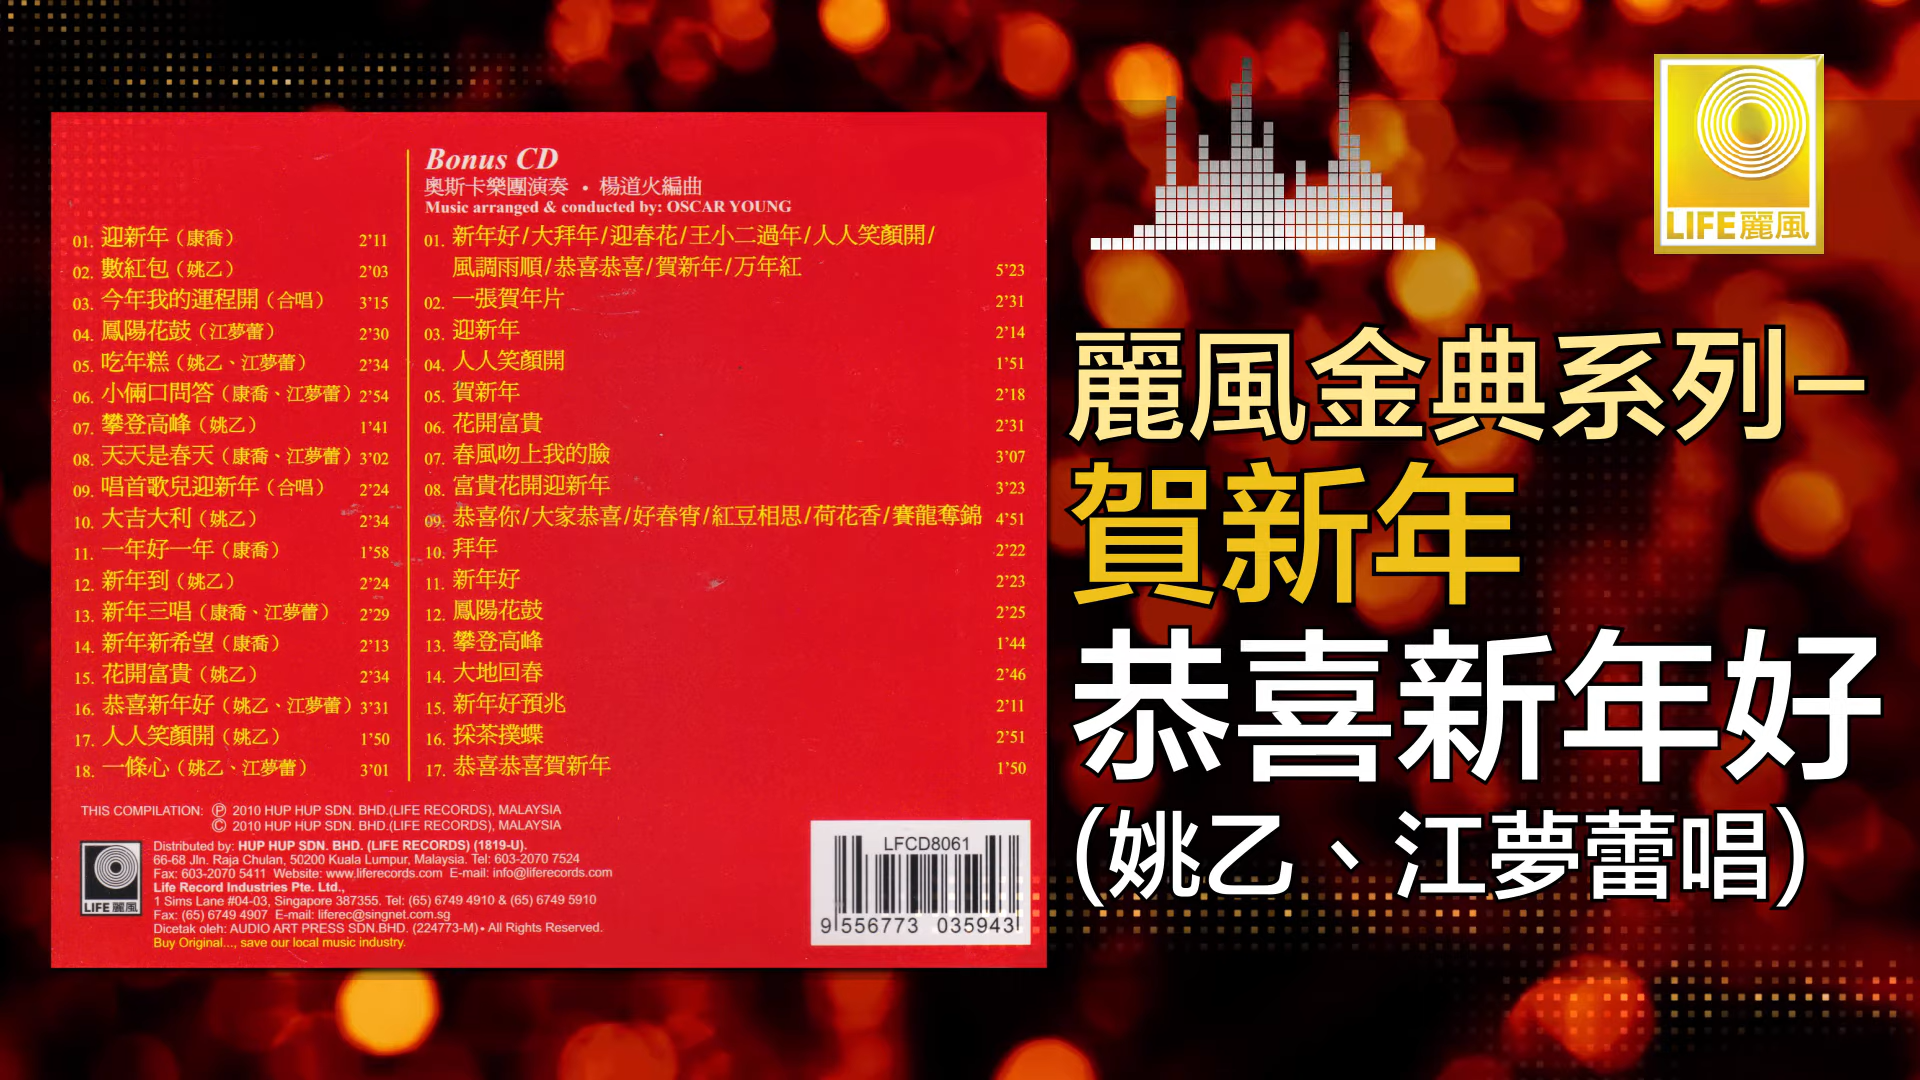 01. 迎新年（康喬） 2’11
02. 數紅包（姚乙） 2’03
03. 今年我的運程開（合唱） 3’15
04. 鳳陽花鼓（江夢蕾） 2’30
05. 吃年糕（姚乙、江夢蕾） 2’34
06. 小倆口問答（康喬、江夢蕾） 2’54
07. 攀登高峰（姚乙） 1’41
08. 天天是春天（康喬、江夢蕾） 3’02
09. 唱首歌兒迎新年（合唱） 2’24
10. 大吉大利（姚乙） 2’34
11. 一年好一年（康喬） 1’58
12. 新年到（姚乙） 2’24
13. 新年三唱（康喬、江夢蕾） 2’29
14. 新年新希望（康喬） 2’13
15. 花開富貴（姚乙） 2’34
16. 恭喜新年好（姚乙、江夢蕾） 3’31
17. 人人笑顏開（姚乙） 1’50
18. 一條心（姚乙、江夢蕾） 3’01
Bonus CD
奧斯卡樂團演奏 • 楊道火編曲
Music arranged & conducted by: OSCAR YOUNG
01. 新年好/大拜年/迎春花/王小二過年/人人笑顏開/
風調雨順/恭喜恭喜/賀新年/万年紅 5’23
02. 一張賀年片 2’31
03. 迎新年 2’14
04. 人人笑顏開 1’51
05. 賀新年 2’18
06. 花開富貴 2’31
07. 春風吻上我的臉 3’07
08. 富貴花開迎新年 3’23
09. 恭喜你/大家恭喜/好春宵/紅豆相思/荷花香/賽龍奪錦 4’51
10. 拜年 2’22
11. 新年好 2’23
12. 鳳陽花鼓 2’25
13. 攀登高峰 1’44
14. 大地回春 2’46
15. 新年好預兆 2’11
16. 採茶撲蝶 2’51
17. 恭喜恭喜賀新年 1’50
THIS COMPILATION: ℗ 2010 HUP HUP SDN. BHD.(LIFE RECORDS), MALAYSIA
© 2010 HUP HUP SDN. BHD.(LIFE RECORDS), MALAYSIA
LIFE 麗風
Distributed by: HUP HUP SDN. BHD. (LIFE RECORDS) (1819-U).
66-68 Jln. Raja Chulan, 50200 Kuala Lumpur, Malaysia. Tel: 603-2070 7524
Fax: 603-2070 5411 Website: www.liferecords.com E-mail: info@liferecords.com
Life Record Industries Pte. Ltd.,
1 Sims Lane #04-03, Singapore 387355. Tel: (65) 6749 4910 & (65) 6749 5910
Fax: (65) 6749 4907 E-mail: liferec@singnet.com.sg
Dicetak oleh: AUDIO ART PRESS SDN.BHD. (224773-M) • All Rights Reserved.
Buy Original..., save our local music industry.
LFCD8061
9 556773 035943
LIFE 麗風
麗風金典系列–
賀新年
恭喜新年好
(姚乙、江夢蕾唱)